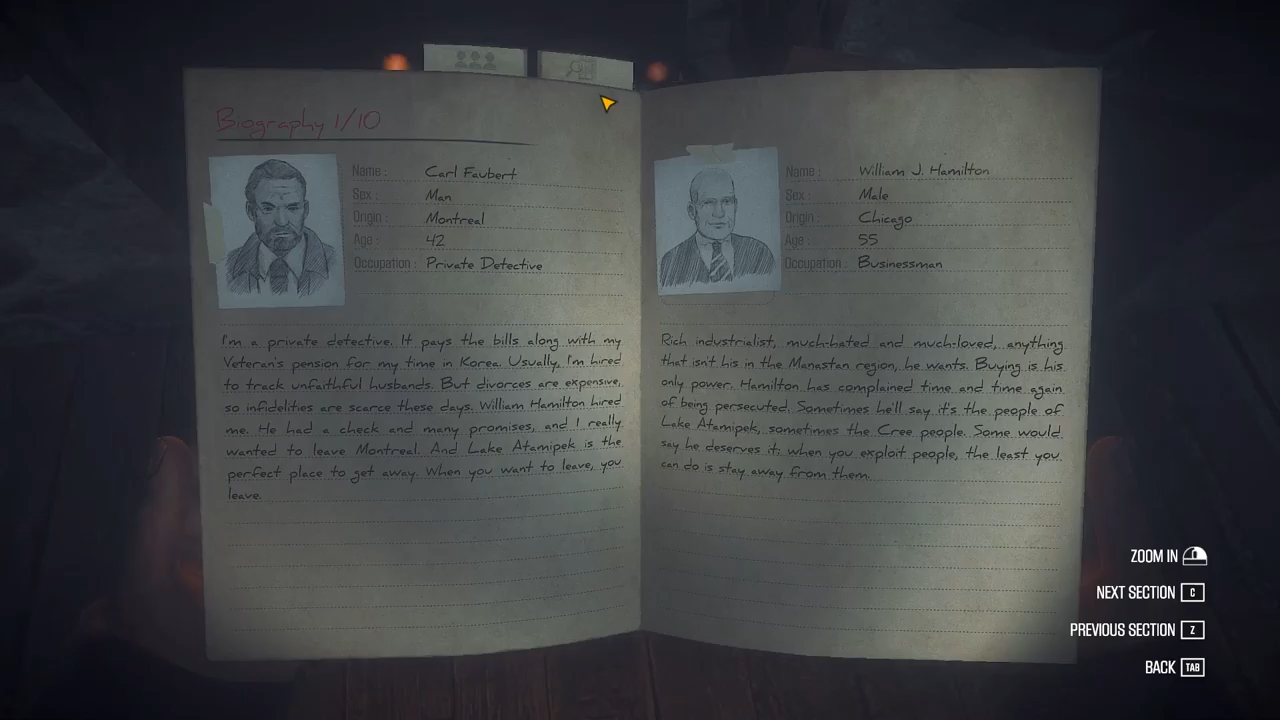 Biography 1/10
Name : Carl Faubert
Sex : Man
Origin : Montreal
Age : 42
Occupation : Private Detective
I'm a private detective. It pays the bills along with my
Veteran's pension for my time in Korea. Usually, I'm hired
to track unfaithful husbands. But divorces are expensive,
so infidelities are scarce these days. William Hamilton hired
me. He had a check and many promises, and I really
wanted to leave Montreal. And Lake Atamipek is the
perfect place to get away. When you want to leave, you
leave.
Name : William J. Hamilton
Sex : Male
Origin : Chicago
Age : 55
Occupation : Businessman
Rich industrialist, much-hated and much-loved, anything
that isn't his in the Manastan region, he wants. Buying is his
only power. Hamilton has complained time and time again
of being persecuted. Sometimes he'll say it's the people of
Lake Atamipek, sometimes the Cree people. Some would
say he deserves it: when you exploit people, the least you
can do is stay away from them.
ZOOM IN
NEXT SECTION C
PREVIOUS SECTION Z
BACK TAB